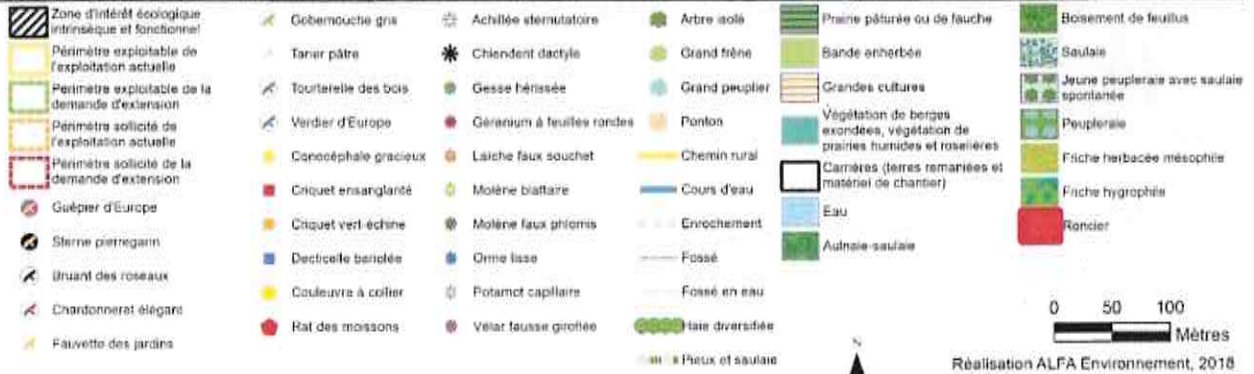 Zone d'intérêt écologique
intrinsèque et fonctionnel
Périmètre exploitable de
l'exploitation actuelle
Périmètre exploitable de la
demande d'extension
Périmètre sollicité de
l'exploitation actuelle
Périmètre sollicité de la
demande d'extension
Guêpier d'Europe
Sterne pierregarin
Bruant des roseaux
Chardonneret élégant
Fauvette des jardins
Gobemouche gris
Tarier pâtre
Tourterelle des bois
Verdier d'Europe
Conocéphale gracieux
Criquet ensanglanté
Criquet vert-échine
Decticelle bariolée
Couleuvre à collier
Rat des moissons
Achillée sternutatoire
Chiendent dactyle
Gesse hérissée
Géranium à feuilles rondes
Laîche faux souchet
Molène blattaire
Molène faux phlomis
Orme lisse
Potamot capillaire
Vélar fausse giroflée
Arbre isolé
Grand frêne
Grand peuplier
Ponton
Chemin rural
Cours d'eau
Enrochement
Fossé
Fossé en eau
Haie diversifiée
Pieux et saulaie
Prairie pâturée ou de fauche
Bande enherbée
Grandes cultures
Végétation de berges
exondées, végétation de
prairies humides et roselières
Carrières (terres remaniées et
matériel de chantier)
Eau
Aulnaie-saulaie
Boisement de feuillus
Saulaie
Jeune peupleraie avec saulaie
spontanée
Peupleraie
Friche herbacée mésophile
Friche hygrophile
Roncier
0 50 100
Mètres
N
Réalisation ALFA Environnement, 2018